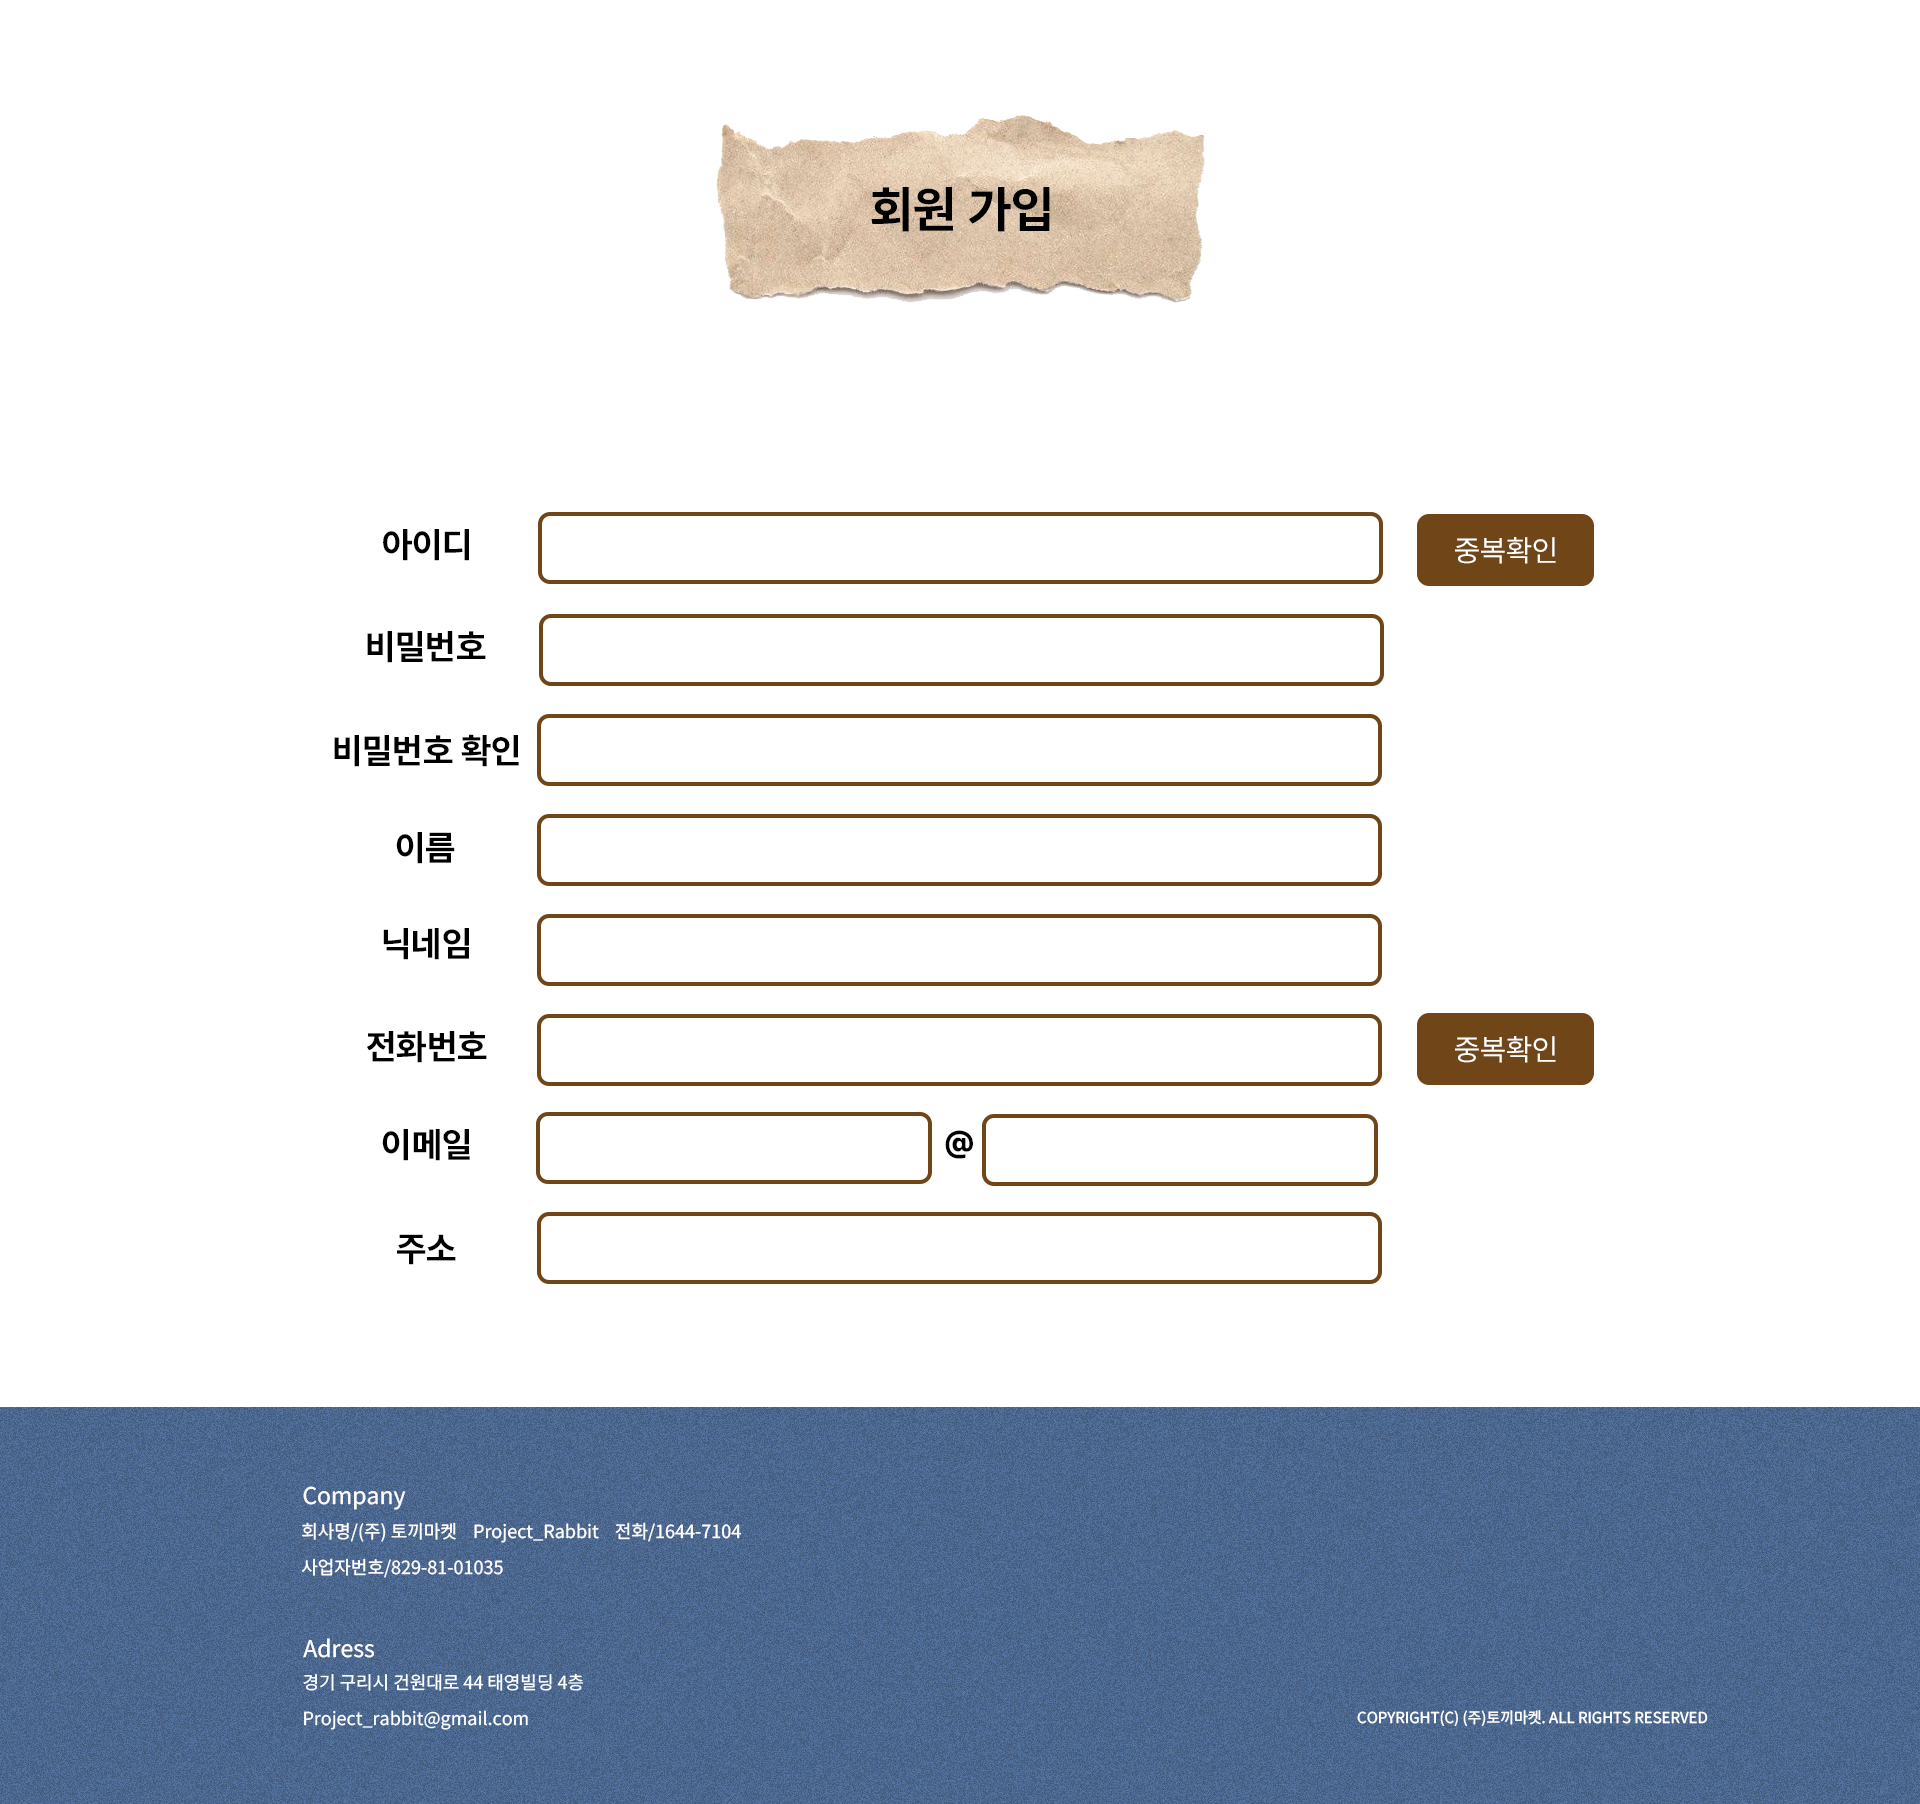 회원 가입
아이디 중복확인
비밀번호
비밀번호 확인
이름
닉네임
전화번호 중복확인
이메일 @
주소
Company
회사명/(주) 토끼마켓 Project_Rabbit 전화/1644-7104
사업자번호/829-81-01035
Adress
경기 구리시 건원대로 44 태영빌딩 4층
Project_rabbit@gmail.com
COPYRIGHT(C) (주)토끼마켓. ALL RIGHTS RESERVED